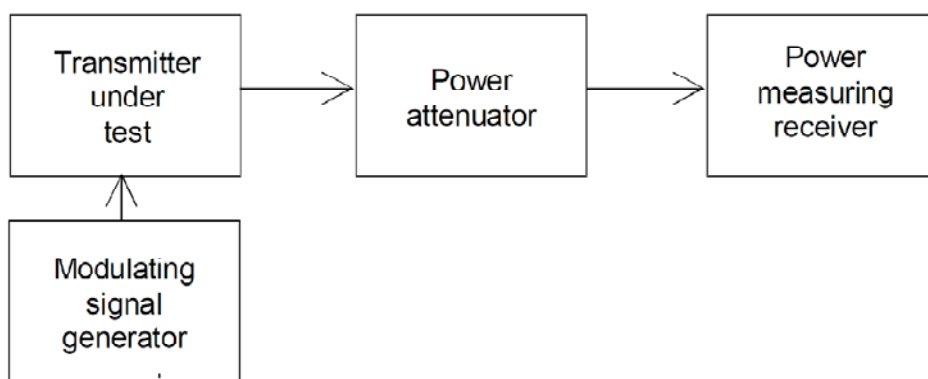 Transmitter
under
test
Power
attenuator
Power
measuring
receiver
Modulating
signal
generator